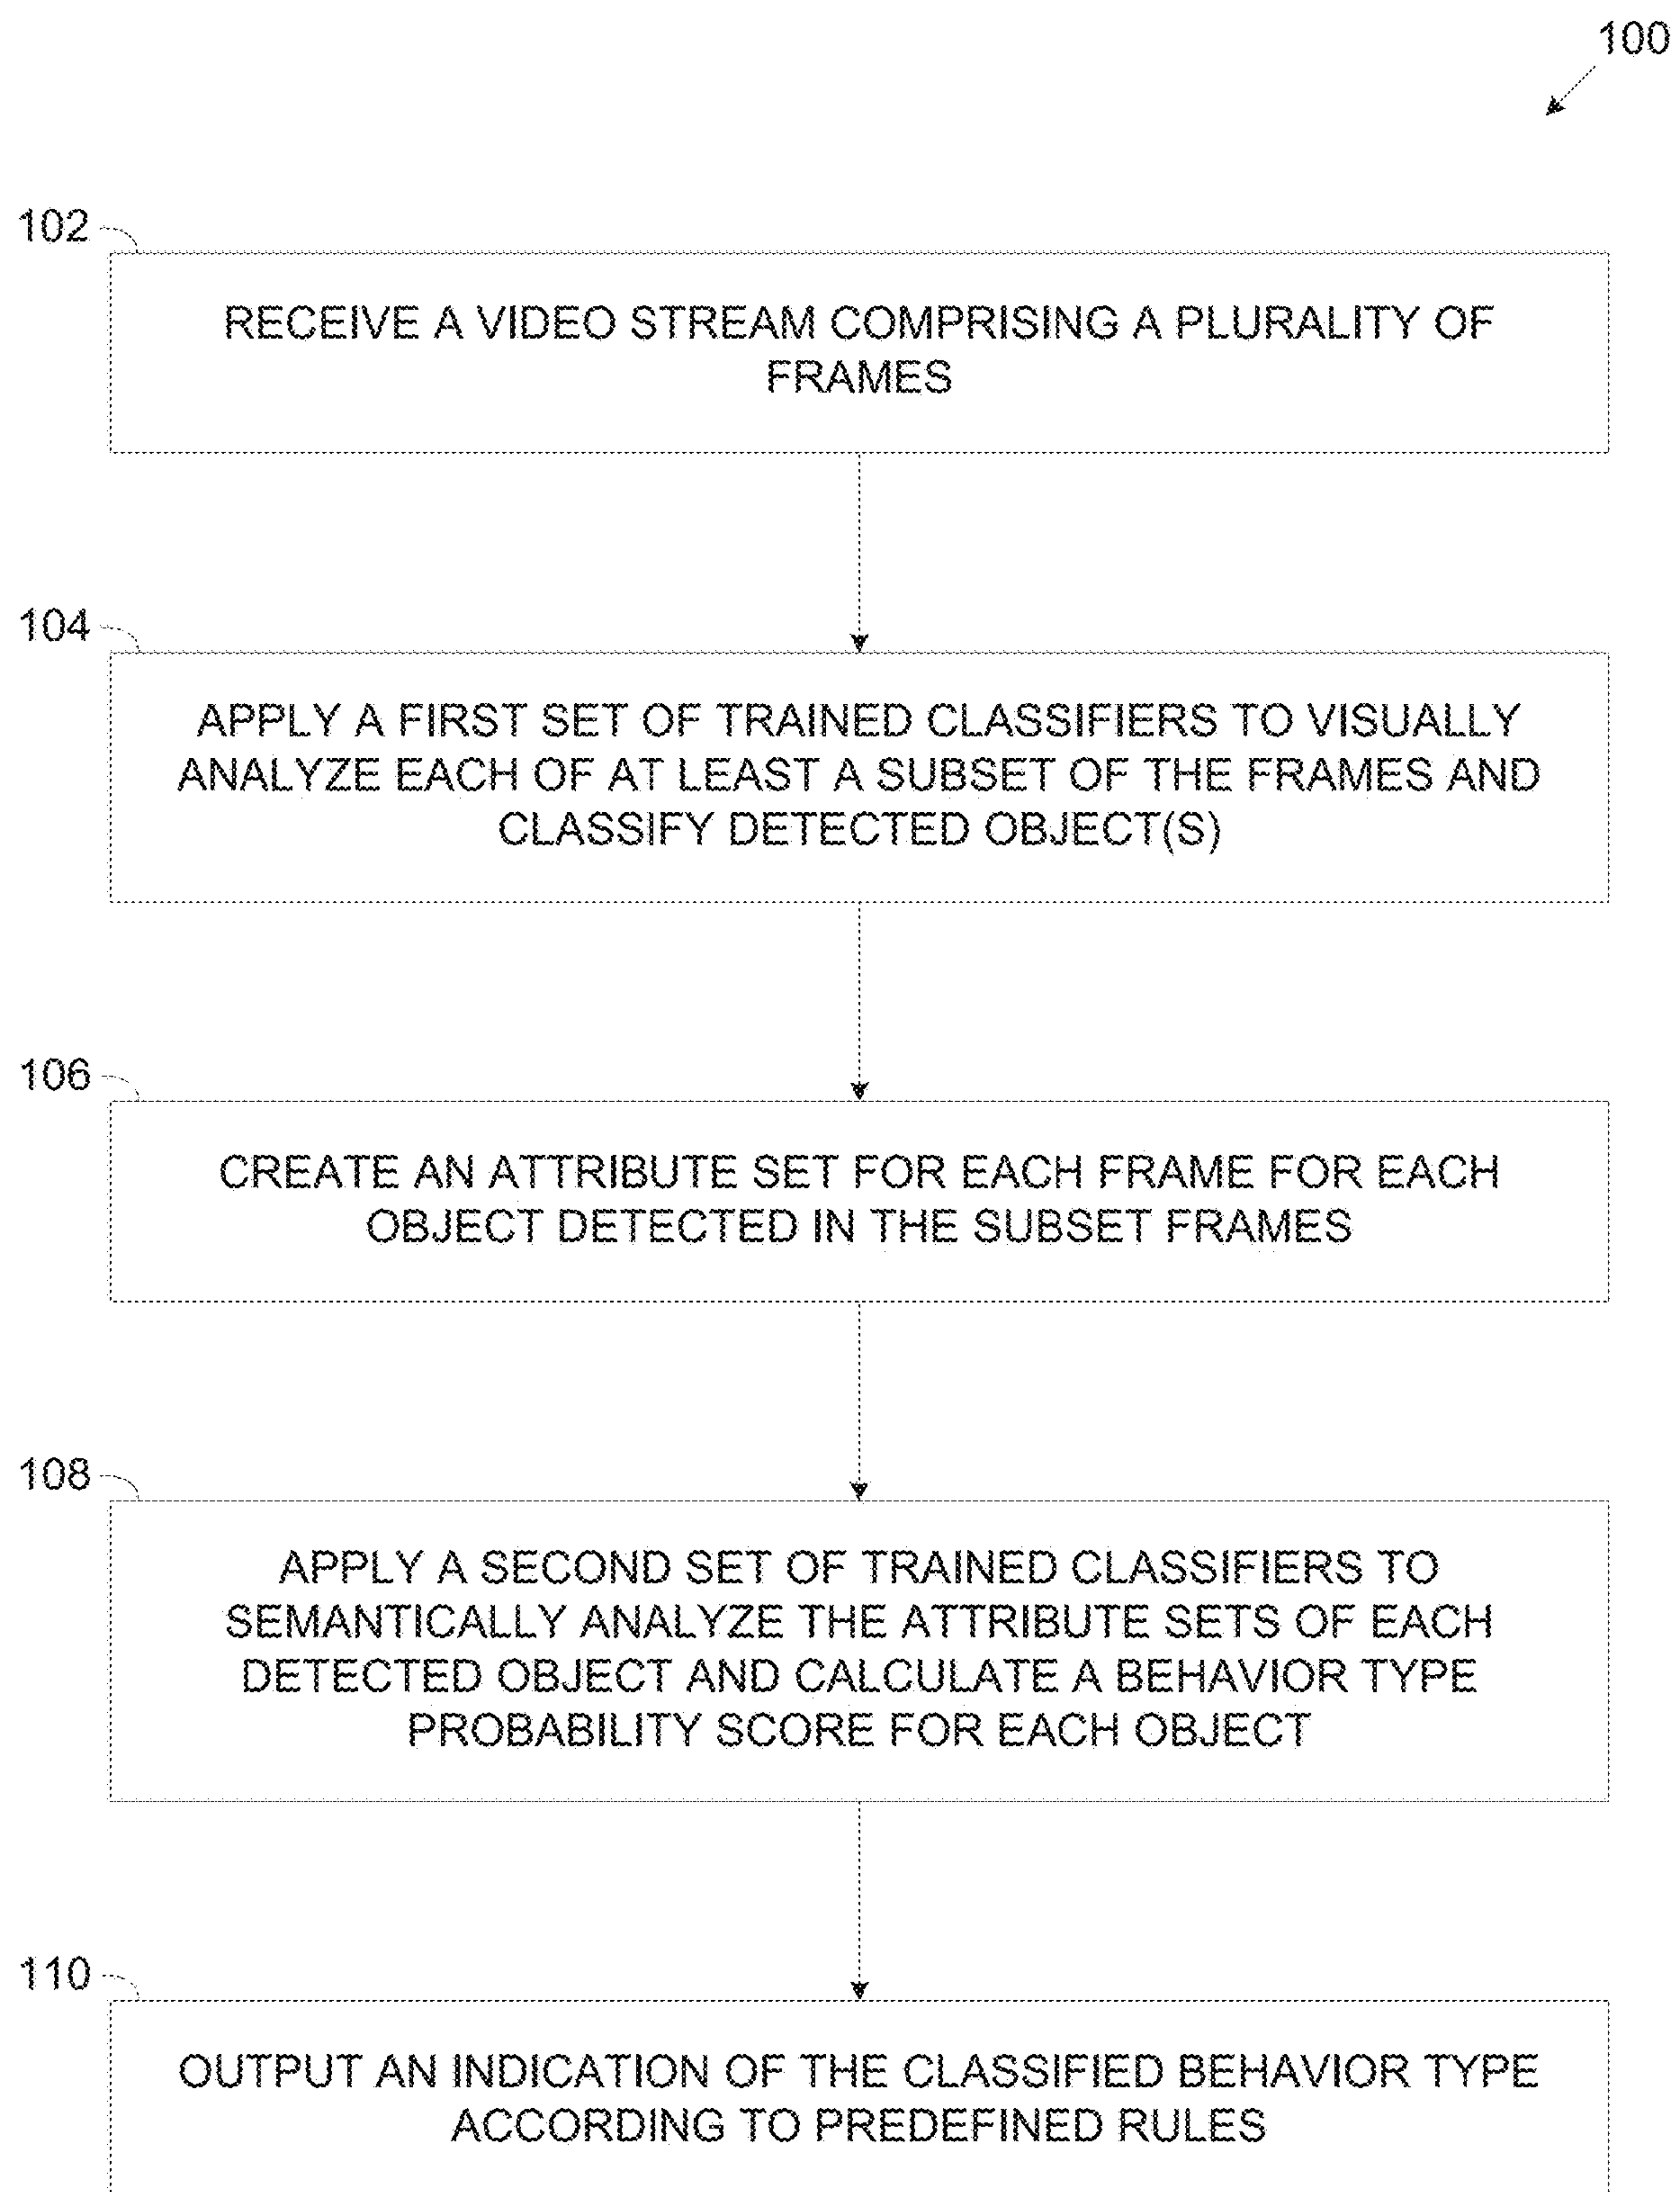 100
102
RECEIVE A VIDEO STREAM COMPRISING A PLURALITY OF
FRAMES
104
APPLY A FIRST SET OF TRAINED CLASSIFIERS TO VISUALLY
ANALYZE EACH OF AT LEAST A SUBSET OF THE FRAMES AND
CLASSIFY DETECTED OBJECT(S)
106
CREATE AN ATTRIBUTE SET FOR EACH FRAME FOR EACH
OBJECT DETECTED IN THE SUBSET FRAMES
108
APPLY A SECOND SET OF TRAINED CLASSIFIERS TO
SEMANTICALLY ANALYZE THE ATTRIBUTE SETS OF EACH
DETECTED OBJECT AND CALCULATE A BEHAVIOR TYPE
PROBABILITY SCORE FOR EACH OBJECT
110
OUTPUT AN INDICATION OF THE CLASSIFIED BEHAVIOR TYPE
ACCORDING TO PREDEFINED RULES